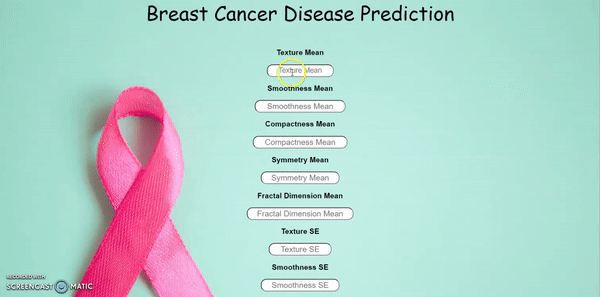 Breast Cancer Disease Prediction
Texture Mean
Texture Mean
Smoothness Mean
Smoothness Mean
Compactness Mean
Compactness Mean
Symmetry Mean
Symmetry Mean
Fractal Dimension Mean
Fractal Dimension Mean
Texture SE
Texture SE
Smoothness SE
Smoothness SE
RECORDED WITH
SCREENCAST MATIC